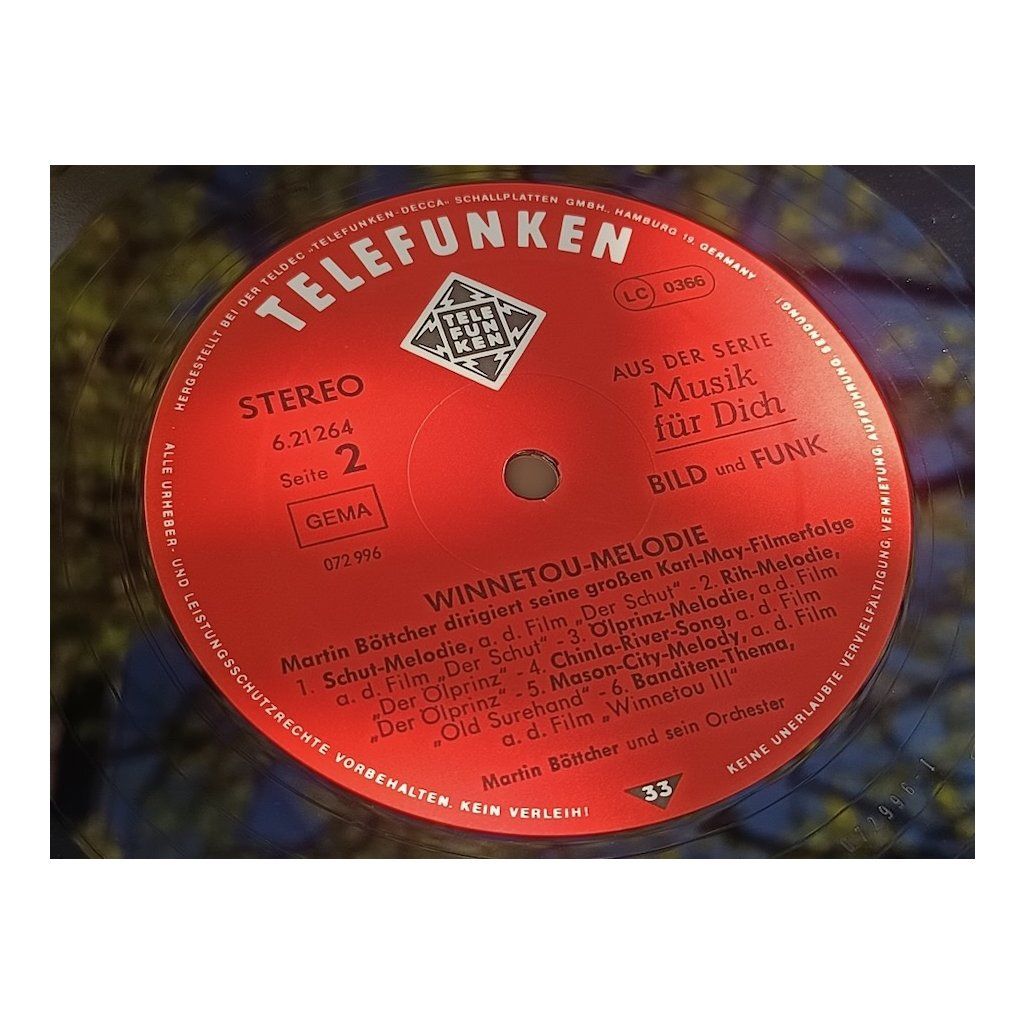 HERGESTELLT BEI DER TELDEC „TELEFUNKEN-DECCA“ SCHALLPLATTEN GMBH., HAMBURG 19, GERMANY
TELEFUNKEN
TELE
FUN
KEN
LC 0366
STEREO
6.21264
Seite 2
GEMA
072 996
AUS DER SERIE
Musik
für Dich
BILD und FUNK
WINNETOU-MELODIE
Martin Böttcher dirigiert seine großen Karl-May-Filmerfolge
1. Schut-Melodie, a. d. Film „Der Schut“ - 2. Rih-Melodie,
a. d. Film „Der Schut“ - 3. Ölprinz-Melodie, a. d. Film
„Der Ölprinz“ - 4. Chinla-River-Song, a. d. Film
„Der Ölprinz“ - 5. Mason-City-Melody, a. d. Film
„Old Surehand“ - 6. Banditen-Thema,
a. d. Film „Winnetou III“
Martin Böttcher und sein Orchester
33
ALLE URHEBER- UND LEISTUNGSSCHUTZRECHTE VORBEHALTEN. KEIN VERLEIH!
KEINE UNERLAUBTE VERVIELFÄLTIGUNG, VERMIETUNG, AUFFÜHRUNG, SENDUNG!